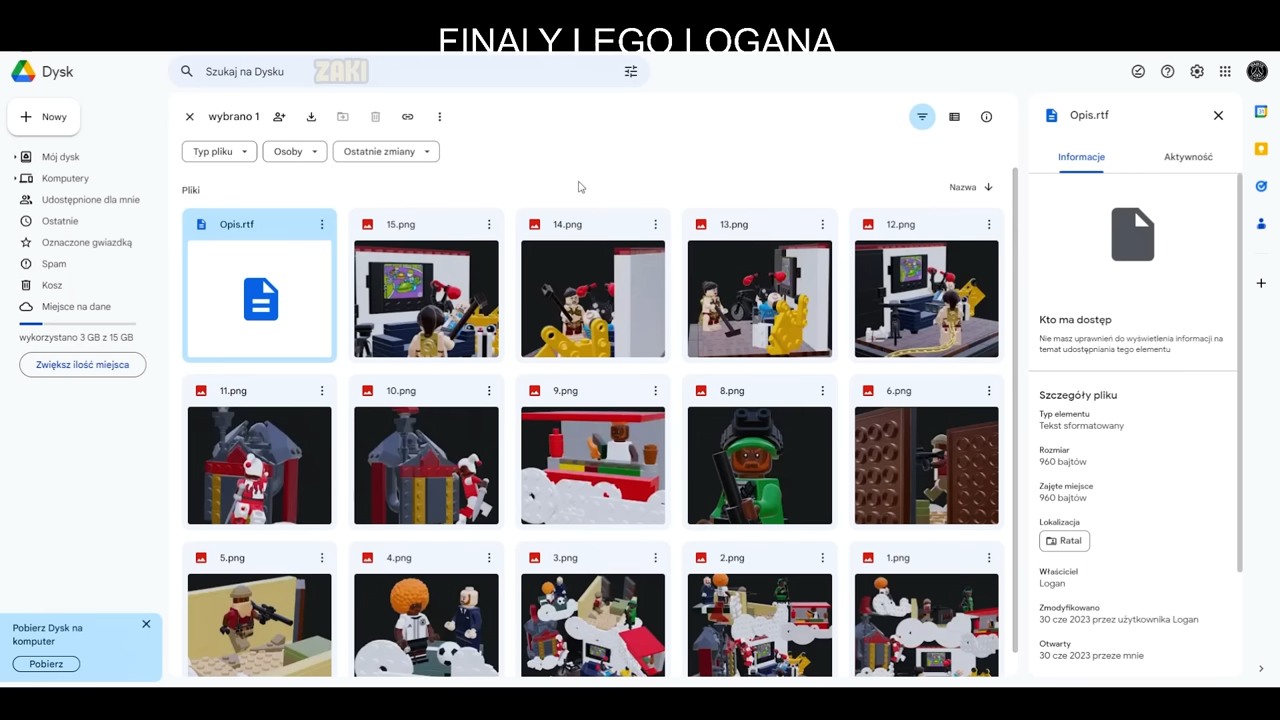 FINAŁY LEGO LOGANA
Dysk
Szukaj na Dysku
ZAKI
Nowy
Mój dysk
Komputery
Udostępnione dla mnie
Ostatnie
Oznaczone gwiazdką
Spam
Kosz
Miejsce na dane
wykorzystano 3 GB z 15 GB
Zwiększ ilość miejsca
Pobierz Dysk na
komputer
Pobierz
wybrano 1
Typ pliku
Osoby
Ostatnie zmiany
Pliki
Nazwa
Opis.rtf
15.png
14.png
13.png
12.png
11.png
10.png
9.png
8.png
6.png
5.png
4.png
3.png
2.png
1.png
Opis.rtf
Informacje
Aktywność
Kto ma dostęp
Nie masz uprawnień do wyświetlenia informacji na
temat udostępniania tego elementu
Szczegóły pliku
Typ elementu
Tekst sformatowany
Rozmiar
960 bajtów
Zajęte miejsce
960 bajtów
Lokalizacja
Ratal
Właściciel
Logan
Zmodyfikowano
30 cze 2023 przez użytkownika Logan
Otwarty
30 cze 2023 przeze mnie